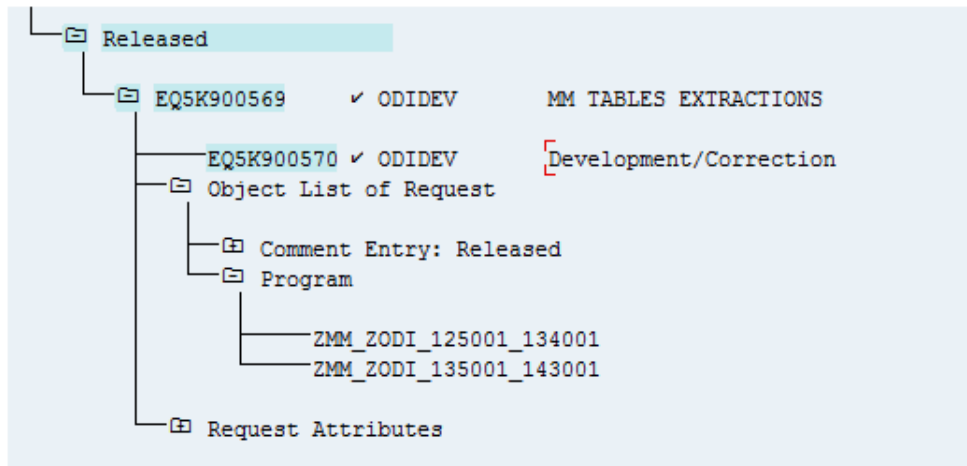 Released
EQ5K900569 ✔ ODIDEV MM TABLES EXTRACTIONS
EQ5K900570 ✔ ODIDEV Development/Correction
Object List of Request
Comment Entry: Released
Program
ZMM_ZODI_125001_134001
ZMM_ZODI_135001_143001
Request Attributes